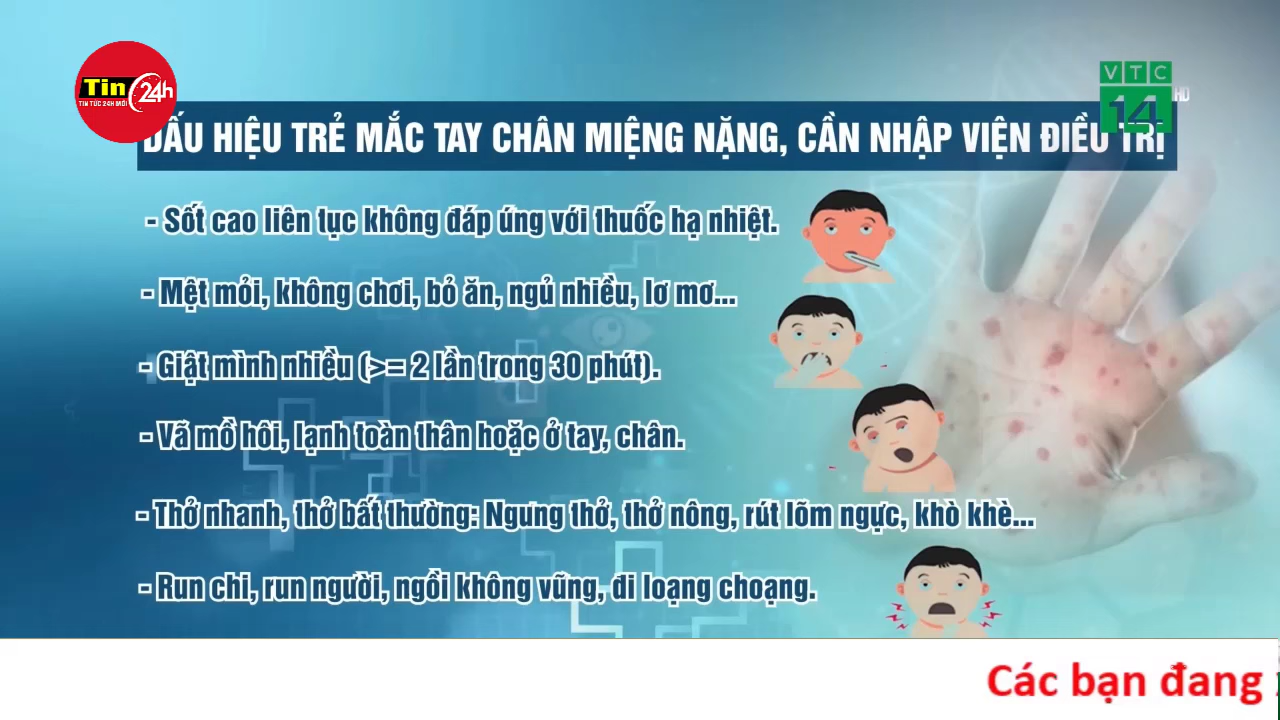 Tin 24h
TIN TỨC 24H MỚI
VTC
14
HD
DẤU HIỆU TRẺ MẮC TAY CHÂN MIỆNG NẶNG, CẦN NHẬP VIỆN ĐIỀU TRỊ
- Sốt cao liên tục không đáp ứng với thuốc hạ nhiệt.
- Mệt mỏi, không chơi, bỏ ăn, ngủ nhiều, lơ mơ...
- Giật mình nhiều (>= 2 lần trong 30 phút).
- Vã mồ hôi, lạnh toàn thân hoặc ở tay, chân.
- Thở nhanh, thở bất thường: Ngưng thở, thở nông, rút lõm ngực, khò khè...
- Run chi, run người, ngồi không vững, đi loạng choạng.
Các bạn đang